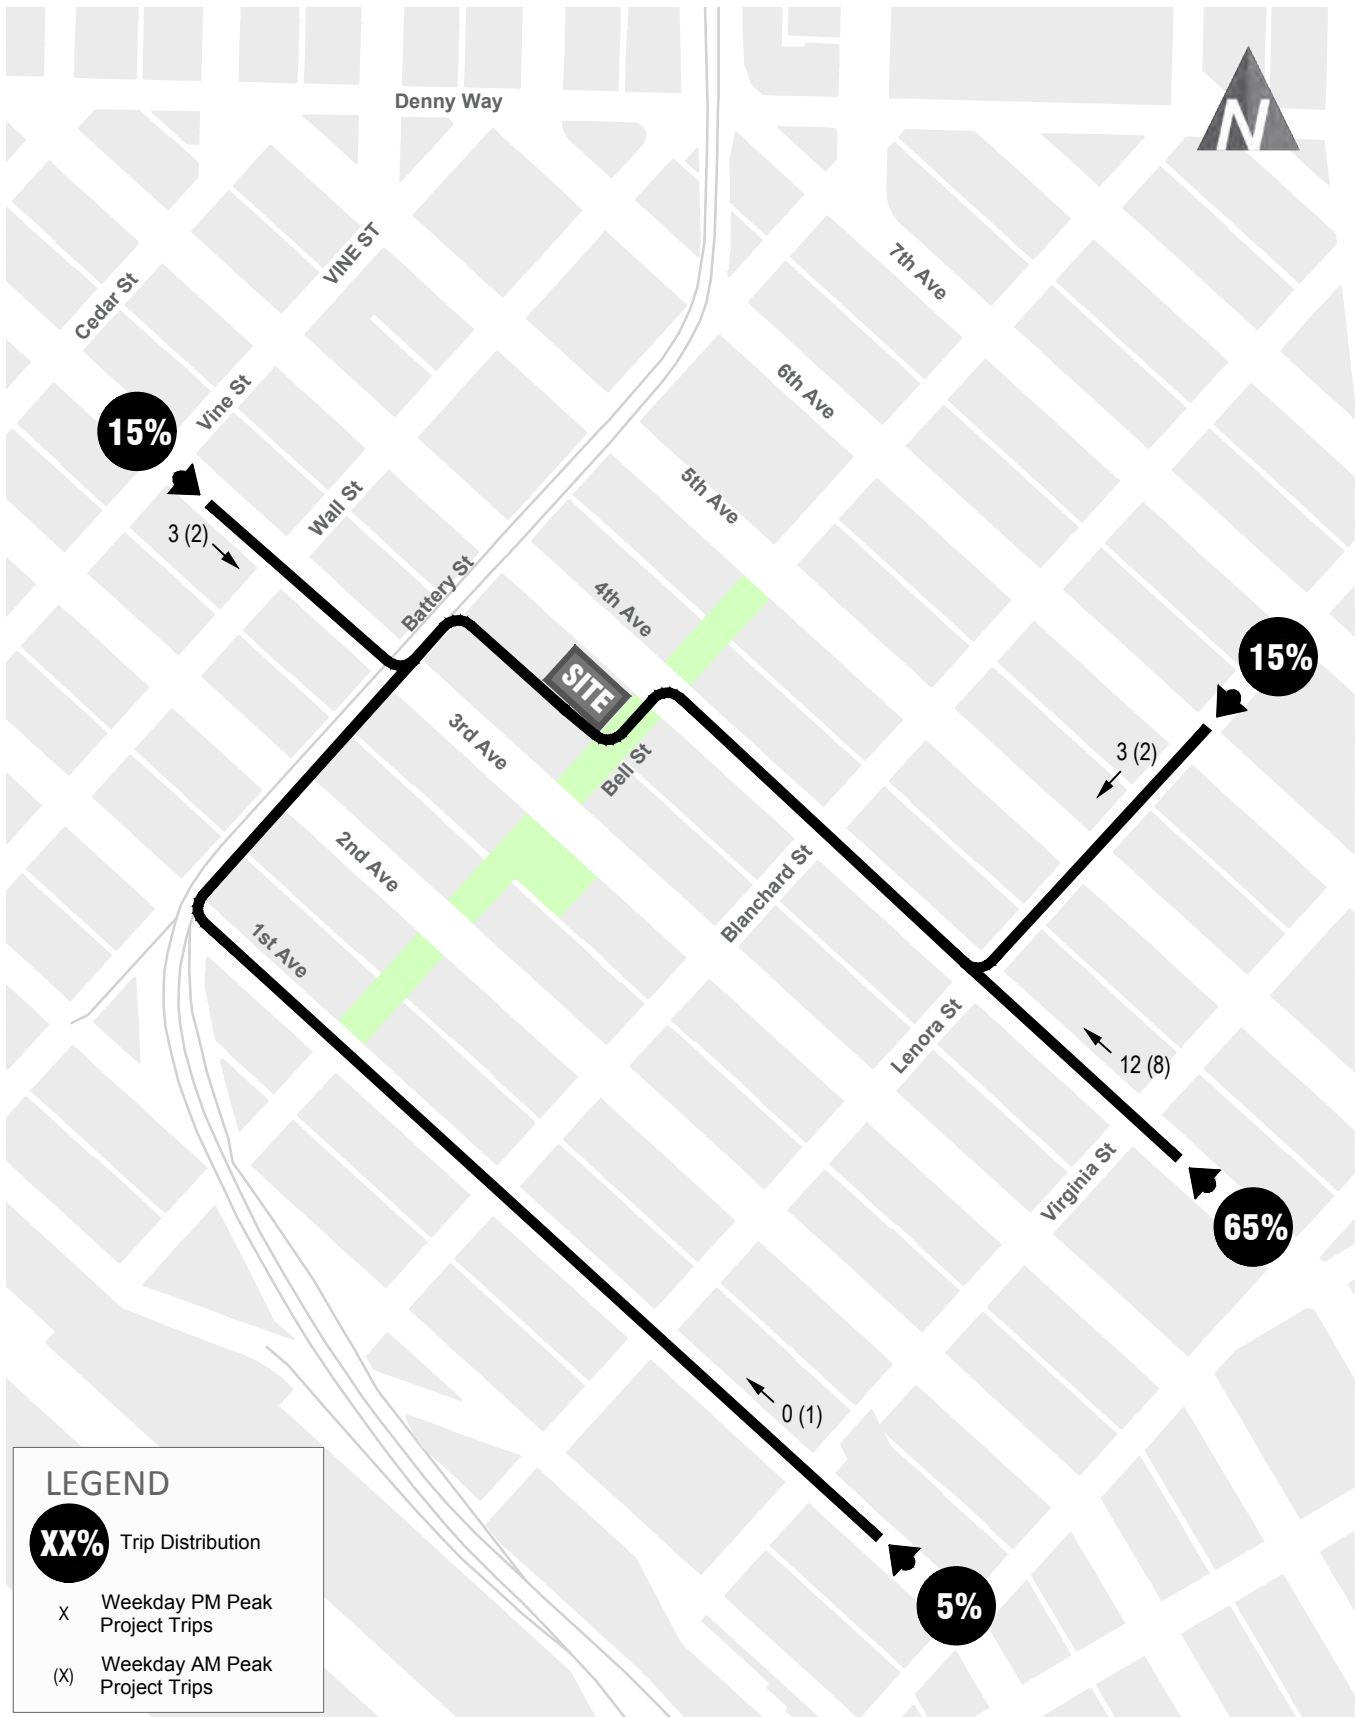 Denny Way
N
VINE ST
7th Ave
Cedar St
6th Ave
Vine St
15%
5th Ave
Wall St
3 (2)
Battery St
4th Ave
15%
SITE
3rd Ave
3 (2)
Bell St
2nd Ave
Blanchard St
1st Ave
Lenora St
12 (8)
Virginia St
65%
0 (1)
5%
LEGEND
XX% Trip Distribution
X Weekday PM Peak
Project Trips
(X) Weekday AM Peak
Project Trips